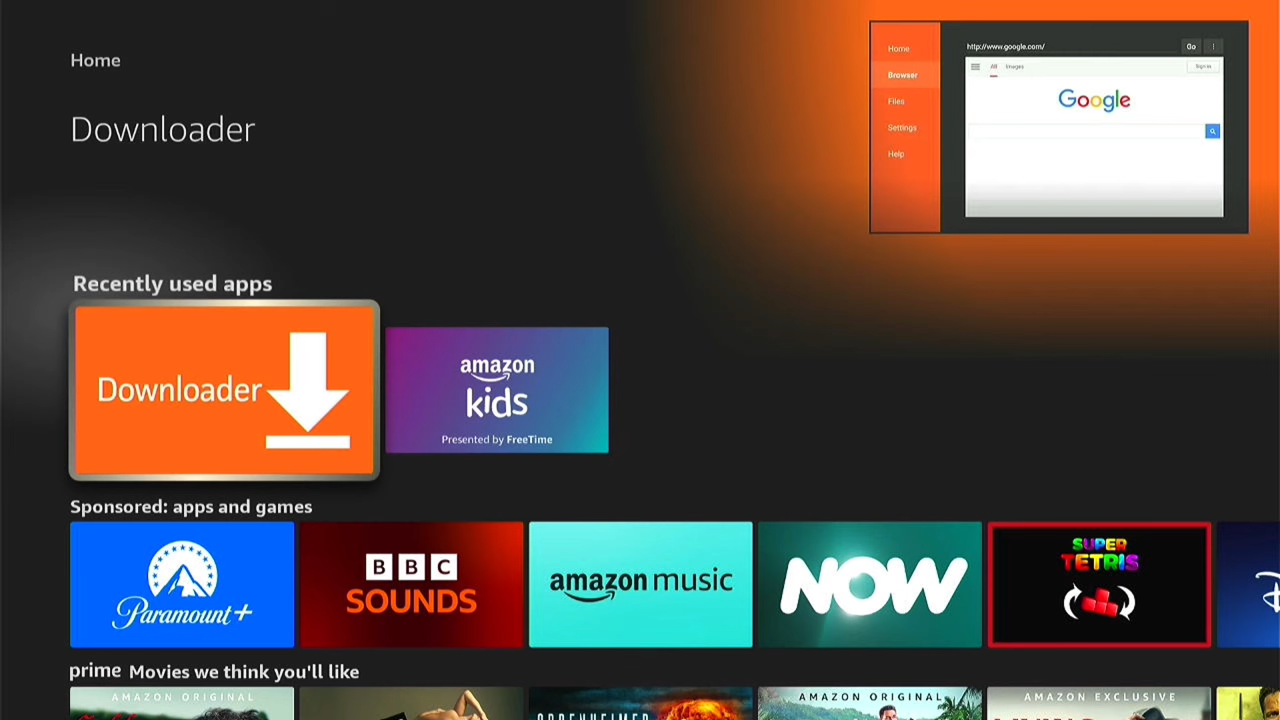 Home
Downloader
Home
Browser
Files
Settings
Help
http://www.google.com/
Go
All Images
Sign in
Google
Recently used apps
Downloader
amazon
kids
Presented by FreeTime
Sponsored: apps and games
Paramount+
BBC
SOUNDS
amazon music
NOW
SUPER
TETRIS
prime Movies we think you'll like
AMAZON ORIGINAL
OPPENHEIMER
AMAZON ORIGINAL
AMAZON EXCLUSIVE